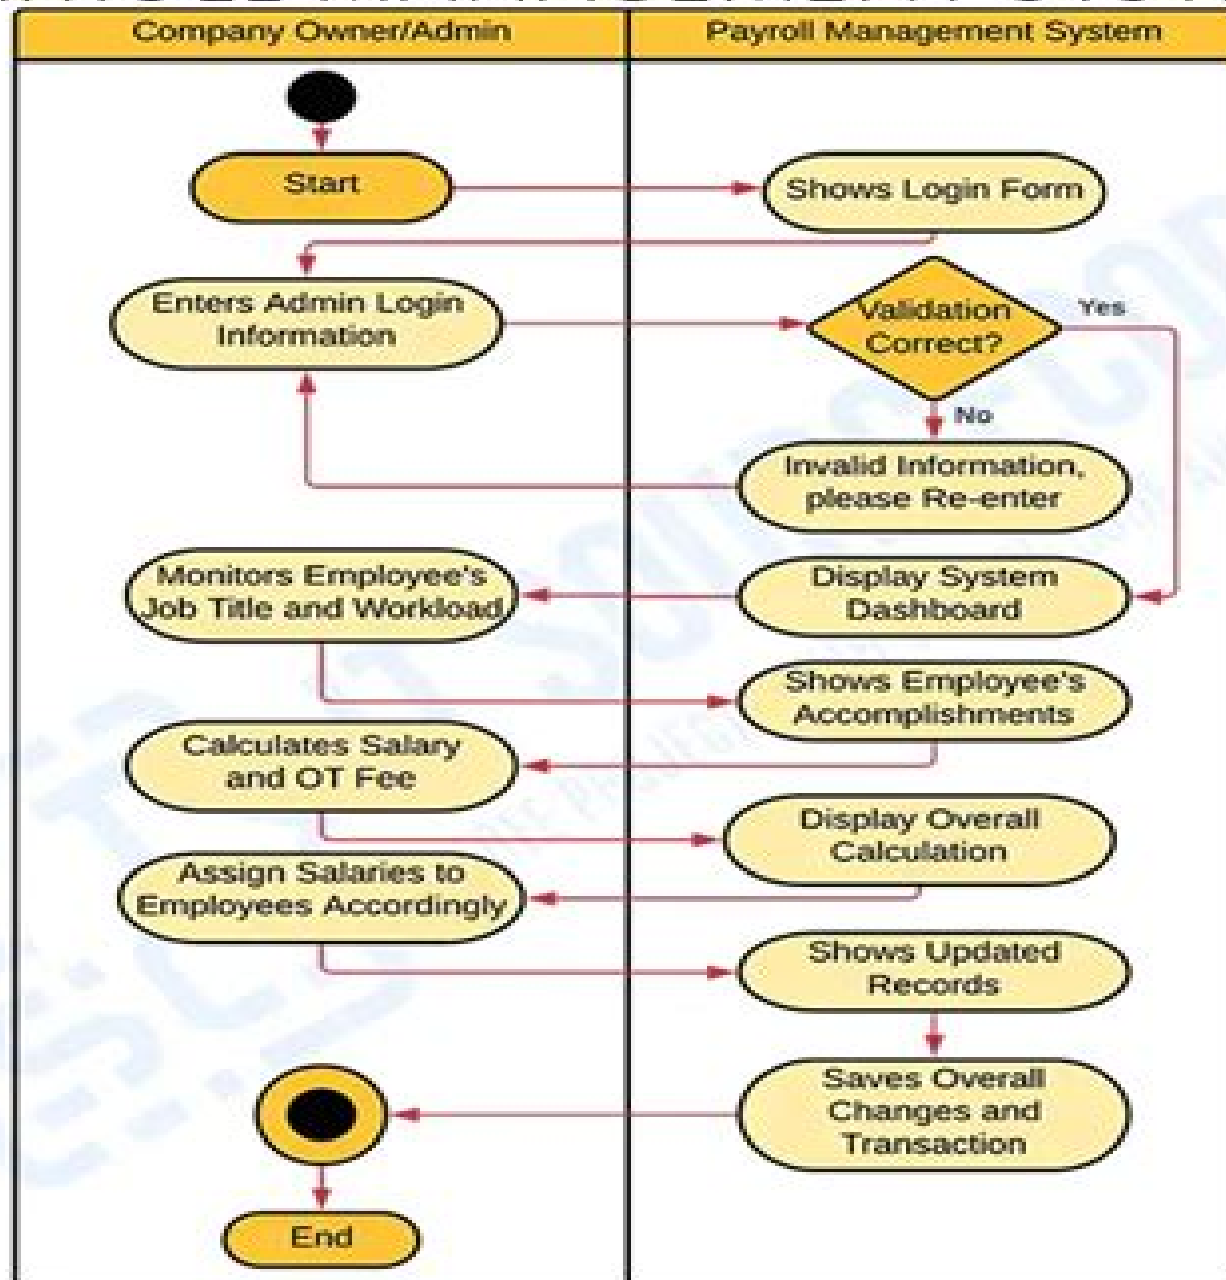 Company Owner/Admin
Payroll Management System
Start
Shows Login Form
Enters Admin Login
Information
Validation
Correct?
Yes
No
Invalid Information,
please Re-enter
Monitors Employee's
Job Title and Workload
Display System
Dashboard
Shows Employee's
Accomplishments
Calculates Salary
and OT Fee
Display Overall
Calculation
Assign Salaries to
Employees Accordingly
Shows Updated
Records
Saves Overall
Changes and
Transaction
End